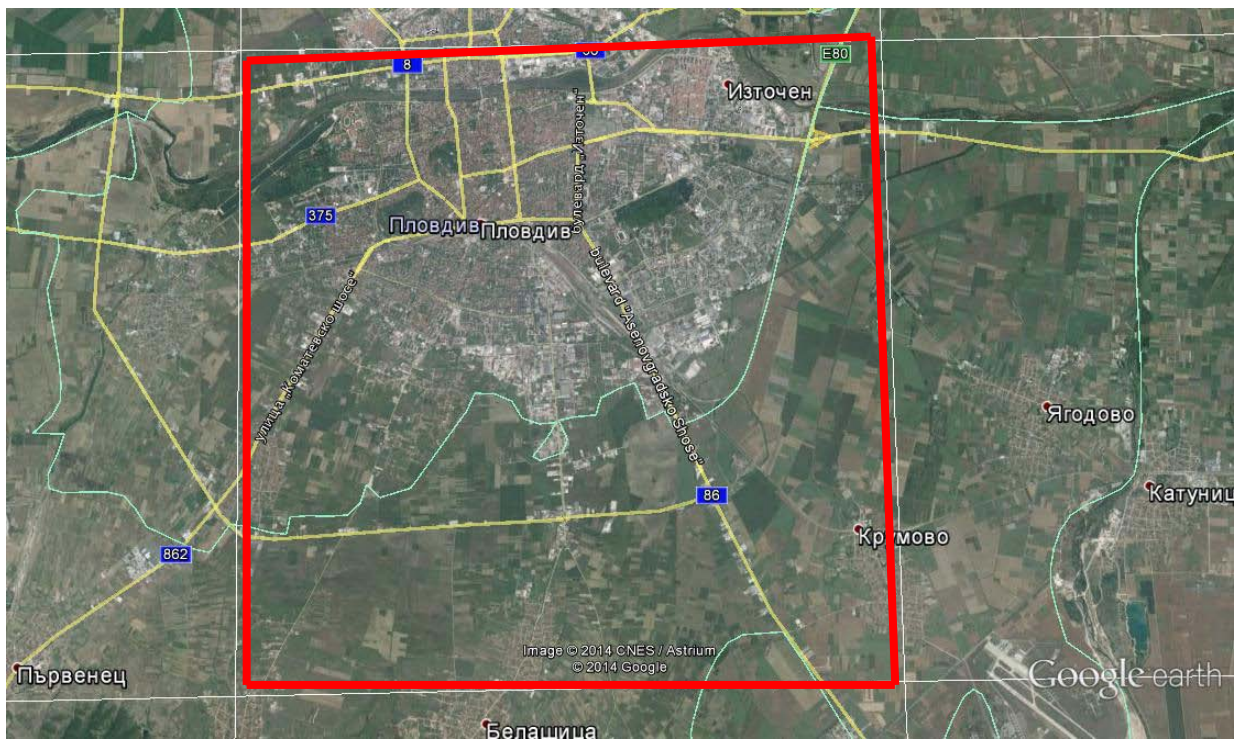 E80
8
Източен
булевард „Източен"
375
Пловдив
Пловдив
bulevard "Asenovgradsko Shose"
улица „Коматевско шосе"
Ягодово
86
Катуниц
Крумово
862
Image © 2014 CNES / Astrium
© 2014 Google
Google earth
Първенец
Белащица